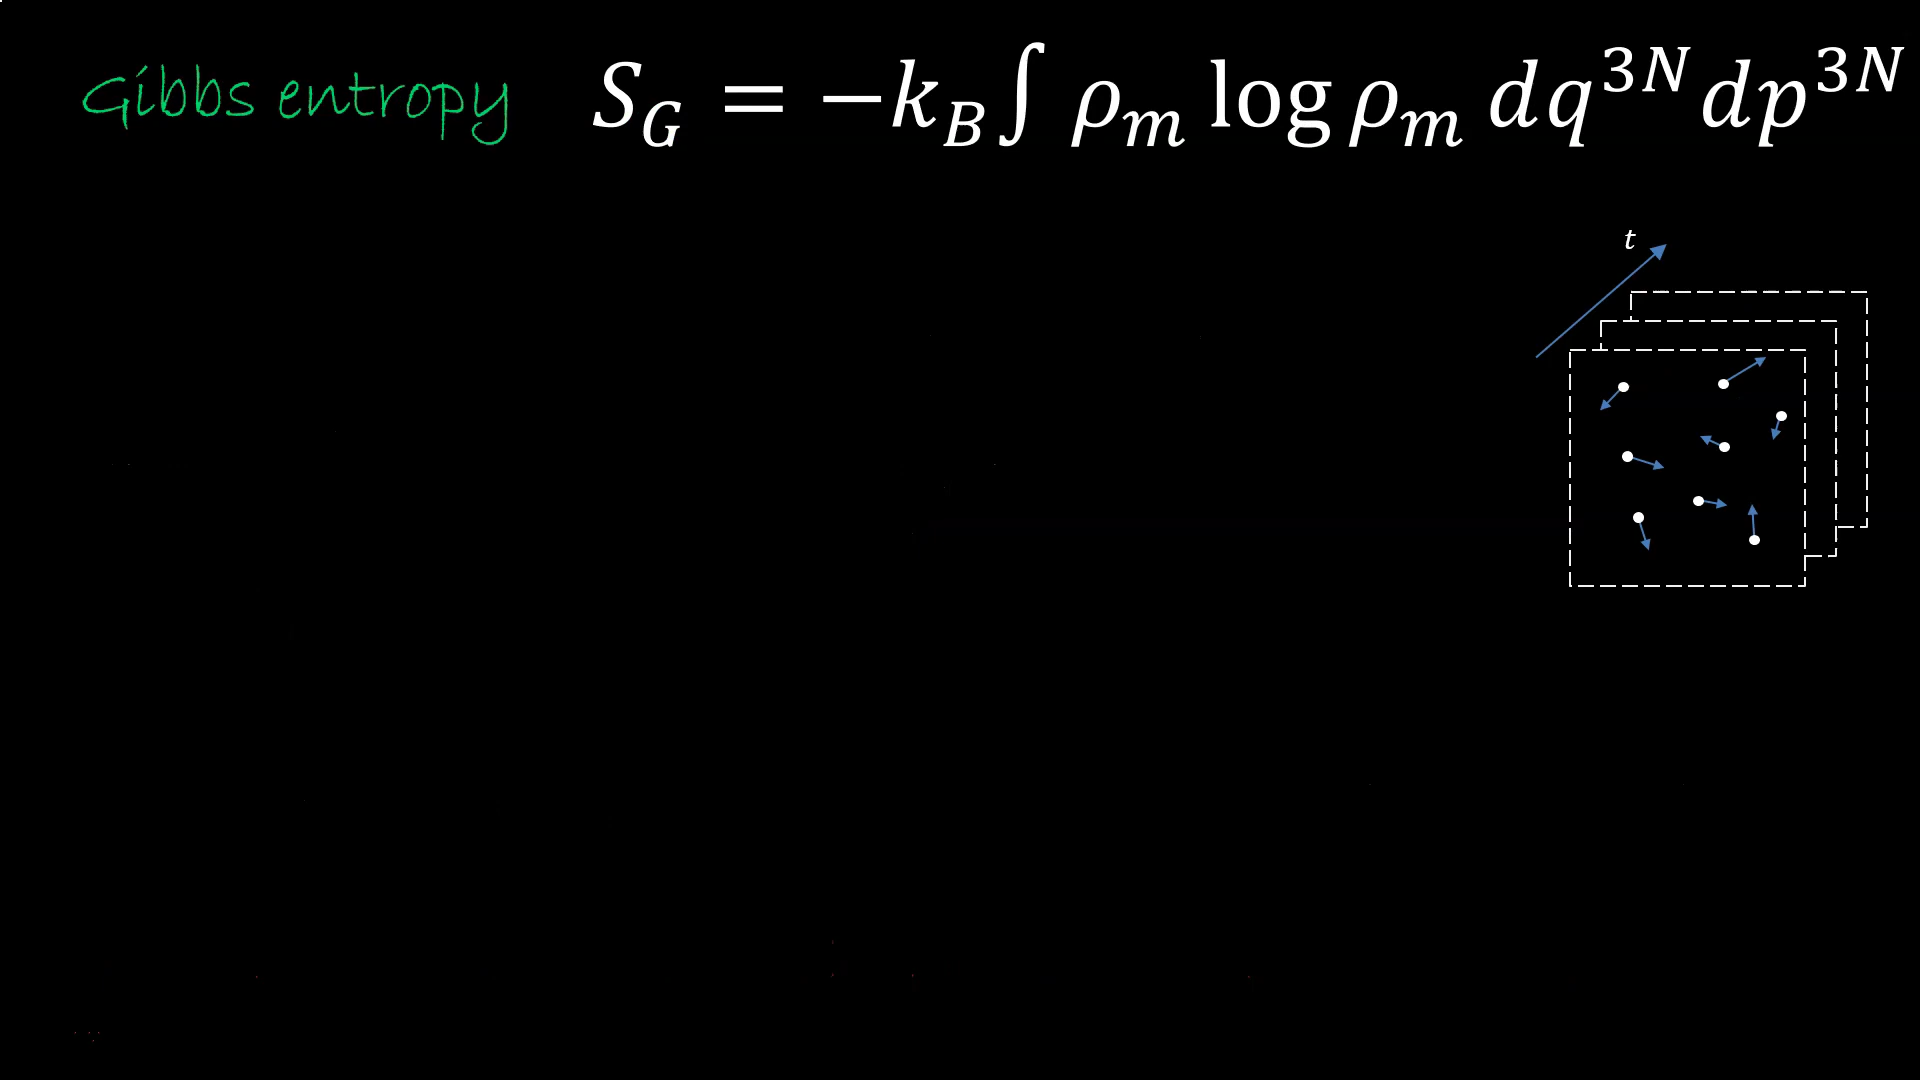 Gibbs entropy S_G = −k_B ∫ ρ_m log ρ_m dq^{3N} dp^{3N}
t